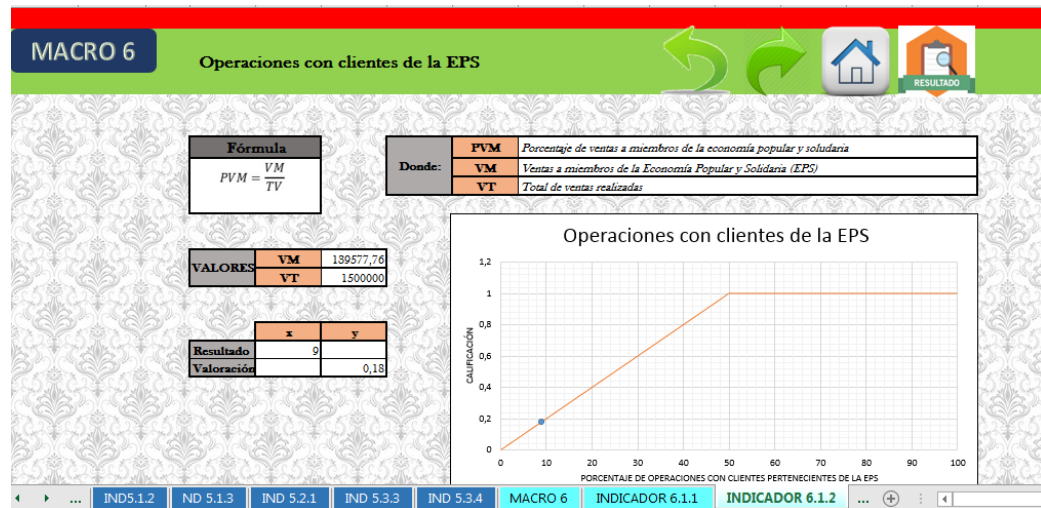 MACRO 6
Operaciones con clientes de la EPS
RESULTADO
Fórmula
PVM = VM / TV
Donde:
PVM Porcentaje de ventas a miembros de la economía popular y soludaria
VM Ventas a miembros de la Economía Popular y Solidaria (EPS)
VT Total de ventas realizadas
VALORES
VM 139577,76
VT 1500000
x y
Resultado 9
Valoración 0,18
Operaciones con clientes de la EPS
CALIFICACIÓN
1,2
1
0,8
0,6
0,4
0,2
0
0 10 20 30 40 50 60 70 80 90 100
PORCENTAJE DE OPERACIONES CON CLIENTES PERTENECIENTES DE LA EPS
... IND5.1.2 ND 5.1.3 IND 5.2.1 IND 5.3.3 IND 5.3.4 MACRO 6 INDICADOR 6.1.1 INDICADOR 6.1.2 ...